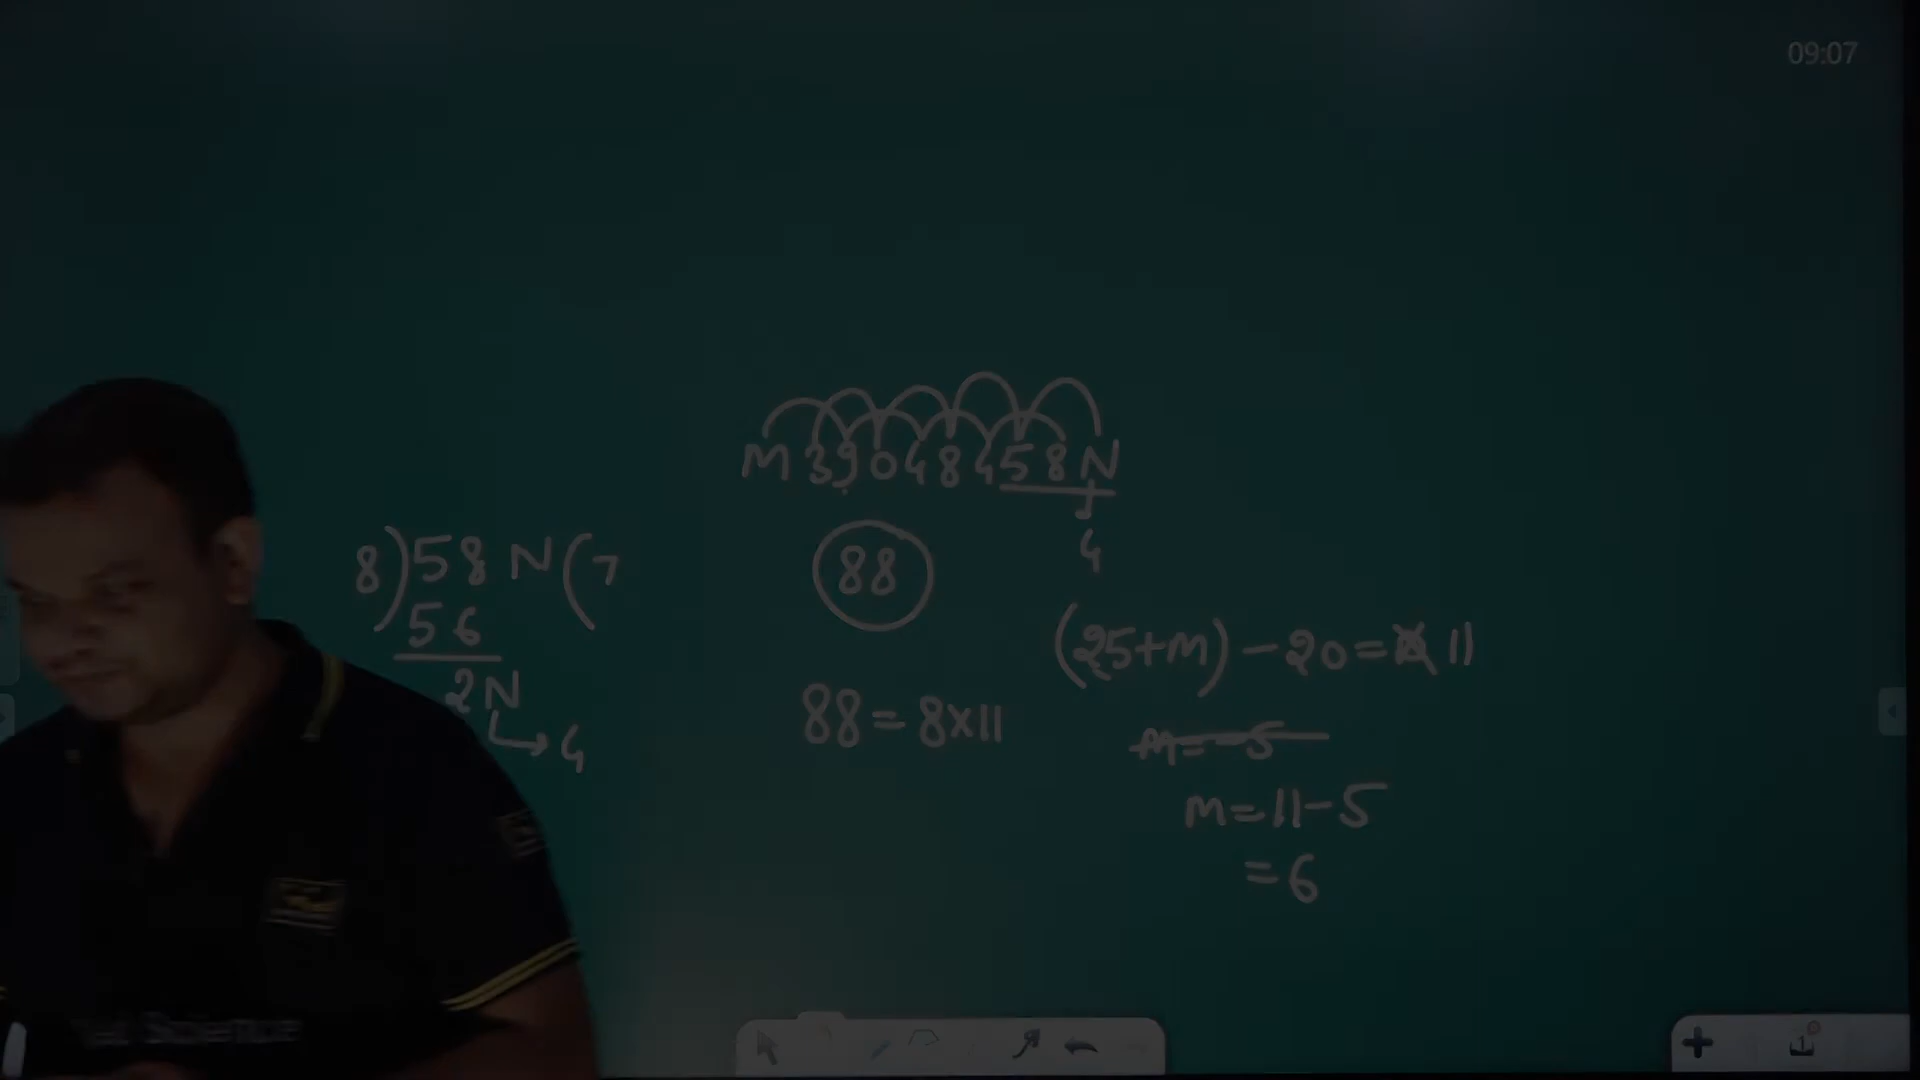 09:07
M39048458N
4
88
8)58N(7
56
2N
4
88=8×11
(25+m)-20=11
m=-5
m=11-5
=6
Science